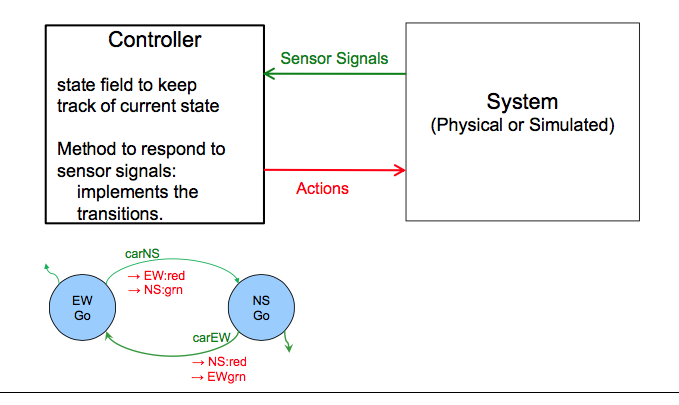 Controller
state field to keep
track of current state
Method to respond to
sensor signals:
implements the
transitions.
Sensor Signals
Actions
System
(Physical or Simulated)
carNS
→ EW:red
→ NS:grn
EW
Go
NS
Go
carEW
→ NS:red
→ EWgrn